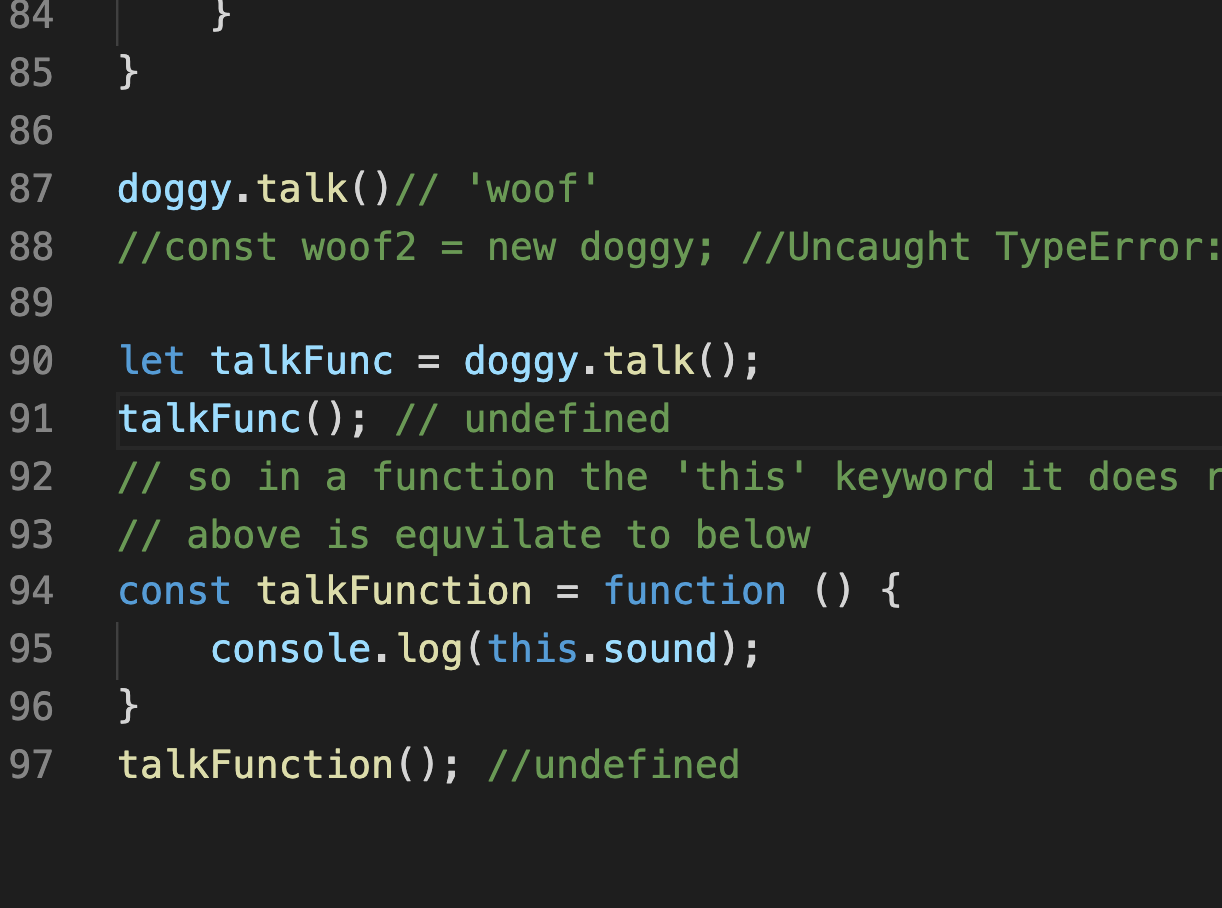 84 }
85 }
86
87 doggy.talk()// 'woof'
88 //const woof2 = new doggy; //Uncaught TypeError:
89
90 let talkFunc = doggy.talk();
91 talkFunc(); // undefined
92 // so in a function the 'this' keyword it does
93 // above is equvilate to below
94 const talkFunction = function () {
95 console.log(this.sound);
96 }
97 talkFunction(); //undefined